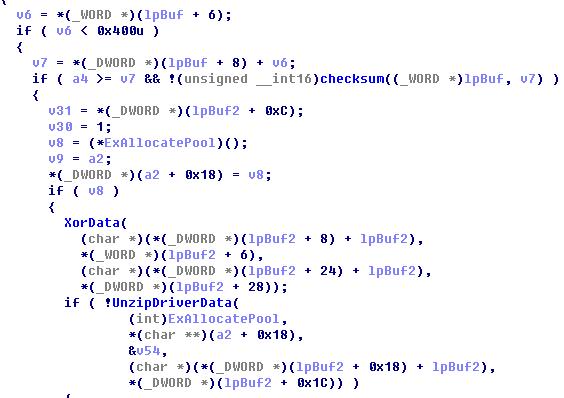 {
v6 = *(_WORD *)(lpBuf + 6);
if ( v6 < 0x400u )
{
v7 = *(_DWORD *)(lpBuf + 8) + v6;
if ( a4 >= v7 && !(unsigned __int16)checksum((_WORD *)lpBuf, v7) )
{
v31 = *(_DWORD *)(lpBuf2 + 0xC);
v30 = 1;
v8 = (*ExAllocatePool)();
v9 = a2;
*(_DWORD *)(a2 + 0x18) = v8;
if ( v8 )
{
XorData(
(char *)(*(_DWORD *)(lpBuf2 + 8) + lpBuf2),
*(_WORD *)(lpBuf2 + 6),
(char *)(*(_DWORD *)(lpBuf2 + 24) + lpBuf2),
*(_DWORD *)(lpBuf2 + 28));
if ( !UnzipDriverData(
(int)ExAllocatePool,
*(char **)(a2 + 0x18),
&v54,
(char *)(*(_DWORD *)(lpBuf2 + 0x18) + lpBuf2),
*(_DWORD *)(lpBuf2 + 0x1C)) )
{